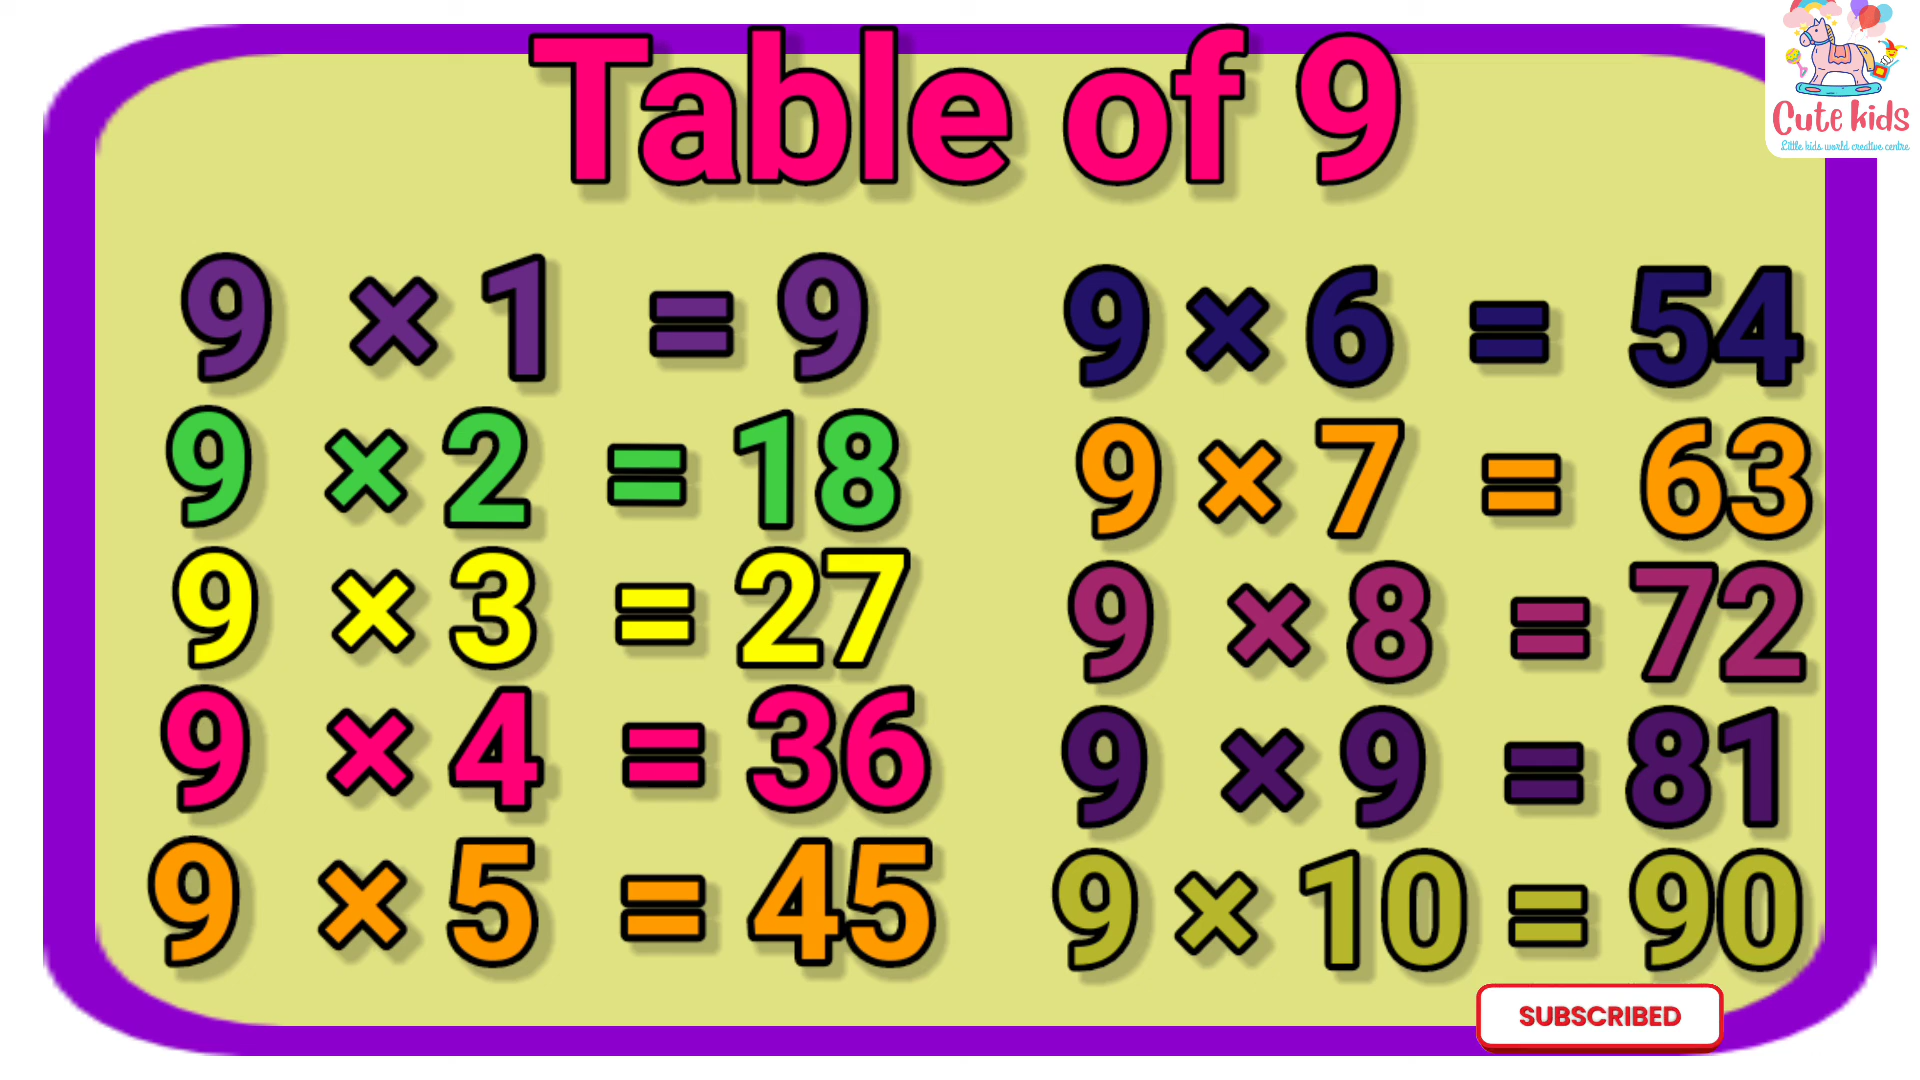 Table of 9
Cute kids
Little kids world creative centre
9 × 1 = 9
9 × 2 = 18
9 × 3 = 27
9 × 4 = 36
9 × 5 = 45
9 × 6 = 54
9 × 7 = 63
9 × 8 = 72
9 × 9 = 81
9 × 10 = 90
SUBSCRIBED